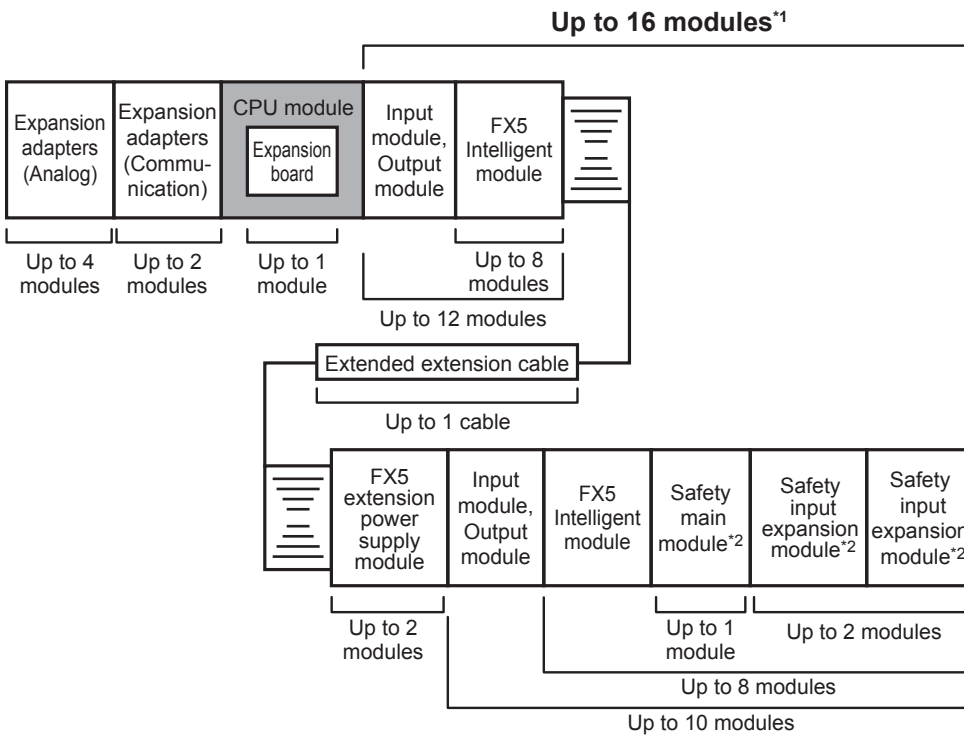 Up to 16 modules*1
Expansion
adapters
(Analog)
Expansion
adapters
(Commu-
nication)
CPU module
Expansion
board
Input
module,
Output
module
FX5
Intelligent
module
Up to 4
modules
Up to 2
modules
Up to 1
module
Up to 8
modules
Up to 12 modules
Extended extension cable
Up to 1 cable
FX5
extension
power
supply
module
Input
module,
Output
module
FX5
Intelligent
module
Safety
main
module*2
Safety
input
expansion
module*2
Safety
input
expansion
module*2
Up to 2
modules
Up to 1
module
Up to 2 modules
Up to 8 modules
Up to 10 modules